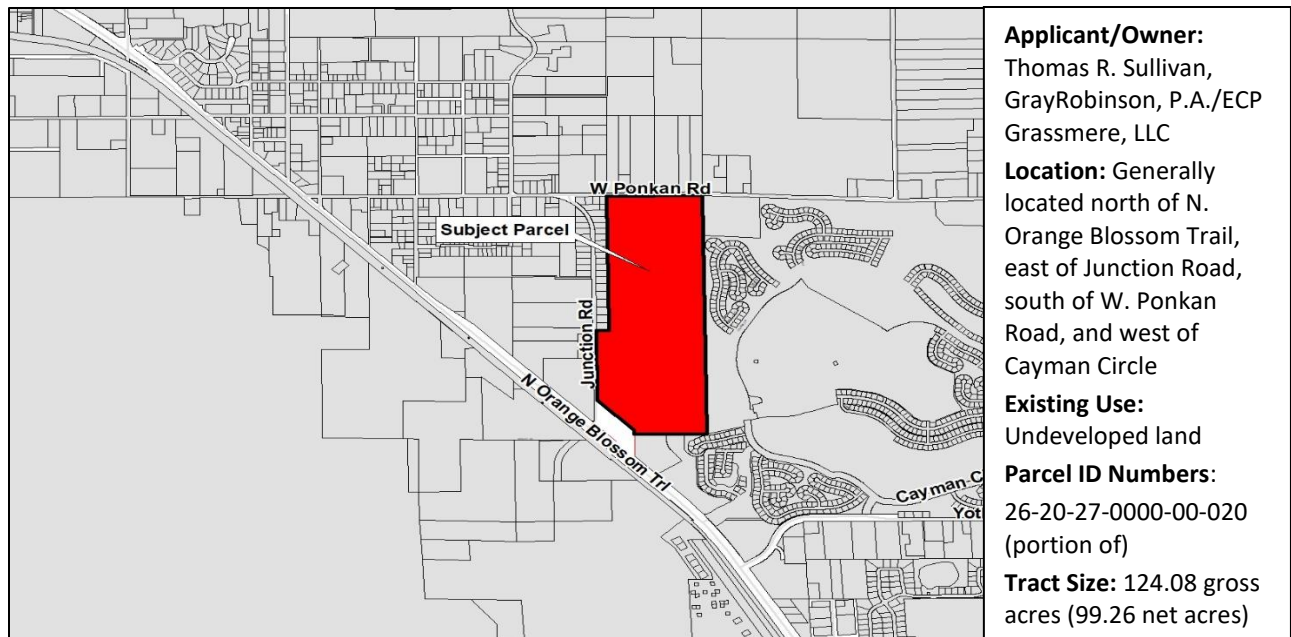 W Ponkan Rd
Subject Parcel
Junction Rd
N Orange Blossom Trl
Cayman C
Yot
Applicant/Owner:
Thomas R. Sullivan,
GrayRobinson, P.A./ECP
Grassmere, LLC
Location: Generally
located north of N.
Orange Blossom Trail,
east of Junction Road,
south of W. Ponkan
Road, and west of
Cayman Circle
Existing Use:
Undeveloped land
Parcel ID Numbers:
26-20-27-0000-00-020
(portion of)
Tract Size: 124.08 gross
acres (99.26 net acres)